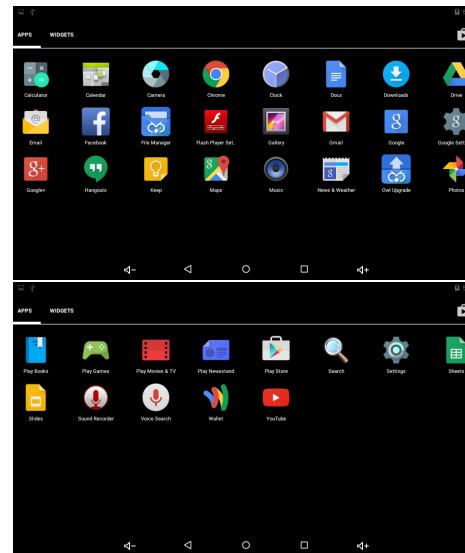 APPS WIDGETS
Calculator Calendar Camera Chrome Clock Docs Downloads Drive
Email Facebook File Manager Flash Player Set.. Gallery Gmail Google Google Sett
Google+ Hangouts Keep Maps Music News & Weather Owl Upgrade Photos
APPS WIDGETS
Play Books Play Games Play Movies & TV Play Newsstand Play Store Search Settings Sheets
Slides Sound Recorder Voice Search Wallet YouTube